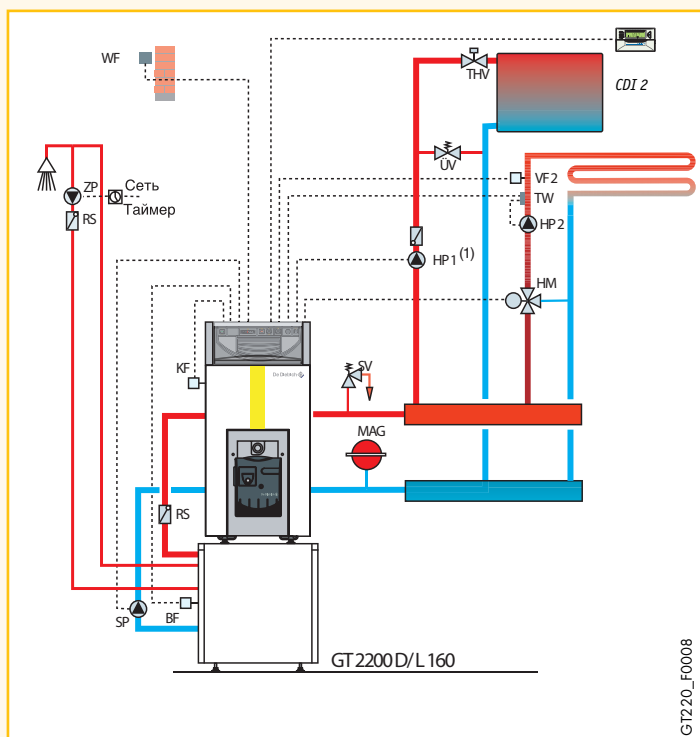 WF
THV
CDI 2
ÜV
VF2
TW
ZP
Сеть
Таймер
RS
HP2
HP1 (1)
HM
KF
De Dietrich
SV
MAG
RS
SP
BF
GT 2200 D/L 160
GT220_F0008